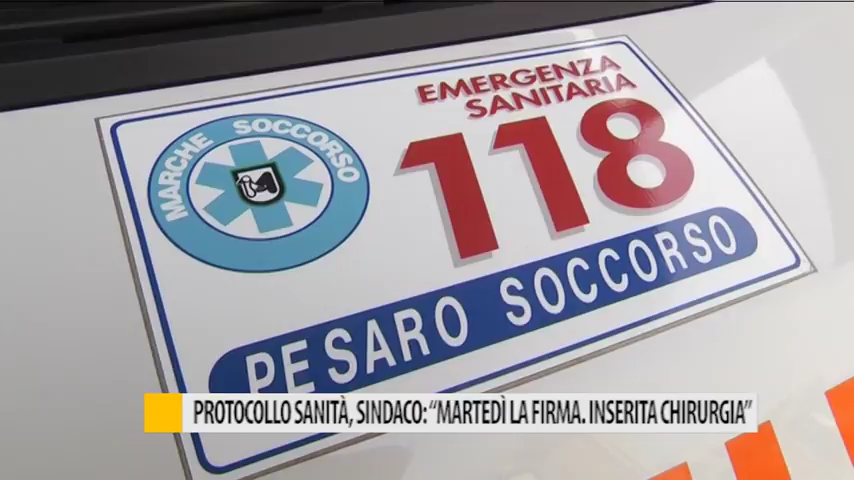 EMERGENZA
SANITARIA
118
MARCHE SOCCORSO
PESARO SOCCORSO
PROTOCOLLO SANITÀ, SINDACO: “MARTEDÌ LA FIRMA. INSERITA CHIRURGIA”